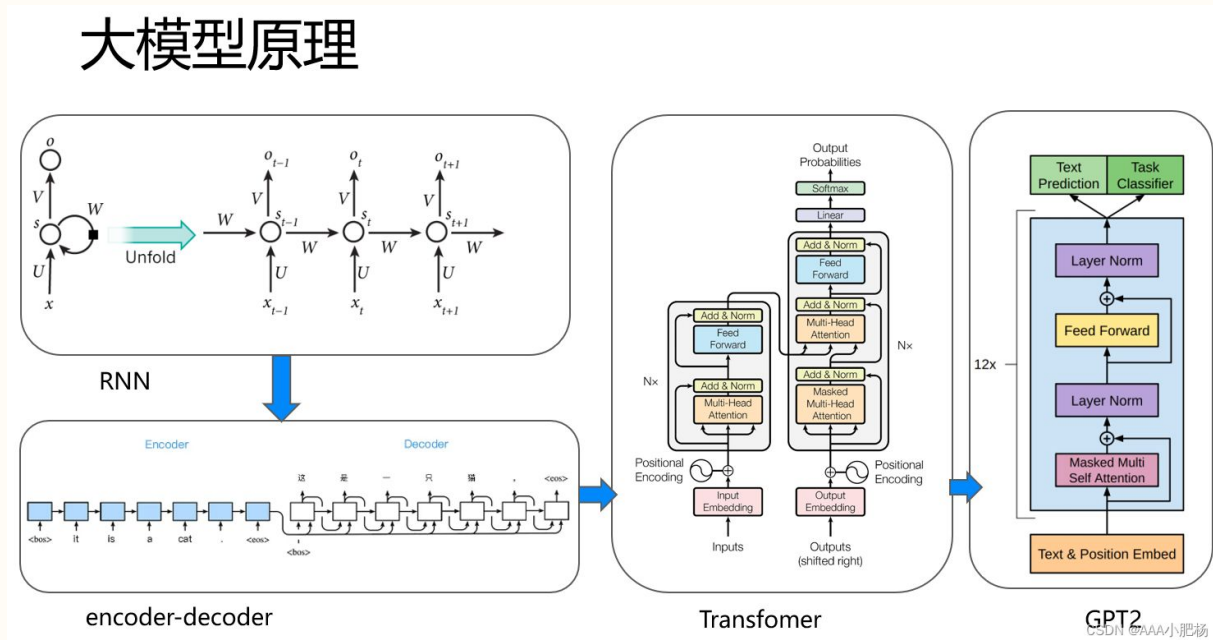 大模型原理
o
V
W
s
U
x
Unfold
o t-1
o t
o t+1
V
V
V
W
s t-1
W
s t
W
s t+1
W
U
U
U
x t-1
x t
x t+1
RNN
Encoder
Decoder
这 是 一 只 猫 . <eos>
<bos> it is a cat . <eos>
<bos>
encoder-decoder
Output
Probabilities
Softmax
Linear
Add & Norm
Feed
Forward
Add & Norm
Multi-Head
Attention
Nx
Add & Norm
Masked
Multi-Head
Attention
Add & Norm
Feed
Forward
Nx
Add & Norm
Multi-Head
Attention
Positional
Encoding
Positional
Encoding
Input
Embedding
Output
Embedding
Inputs
Outputs
(shifted right)
Transfomer
Text
Prediction
Task
Classifier
Layer Norm
Feed Forward
12x
Layer Norm
Masked Multi
Self Attention
Text & Position Embed
GPT2
CSDN @AAA小肥杨